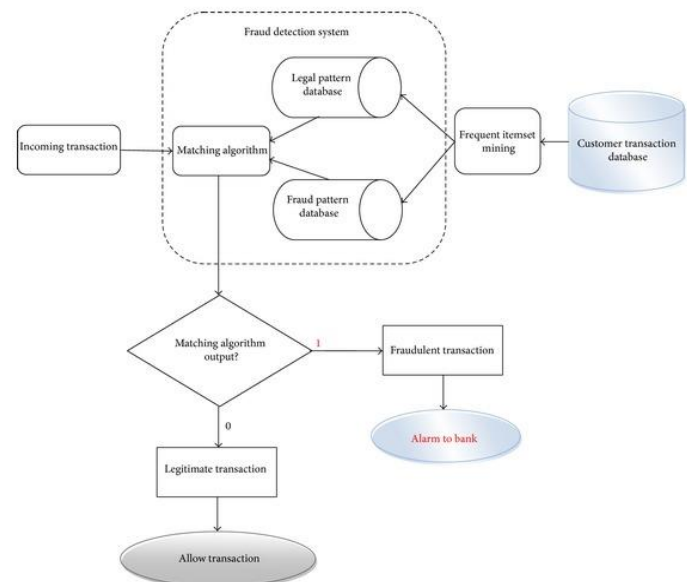 Fraud detection system
Legal pattern
database
Incoming transaction
Matching algorithm
Frequent itemset
mining
Customer transaction
database
Fraud pattern
database
Matching algorithm
output?
1
Fraudulent transaction
0
Alarm to bank
Legitimate transaction
Allow transaction